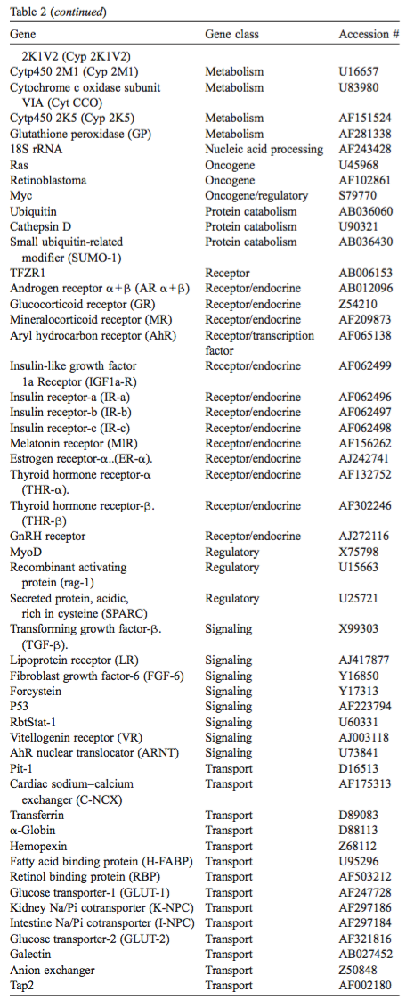 Table 2 (continued)
Gene Gene class Accession #
2K1V2 (Cyp 2K1V2)
Cytp450 2M1 (Cyp 2M1) Metabolism U16657
Cytochrome c oxidase subunit Metabolism U83980
VIA (Cyt CCO)
Cytp450 2K5 (Cyp 2K5) Metabolism AF151524
Glutathione peroxidase (GP) Metabolism AF281338
18S rRNA Nucleic acid processing AF243428
Ras Oncogene U45968
Retinoblastoma Oncogene AF102861
Myc Oncogene/regulatory S79770
Ubiquitin Protein catabolism AB036060
Cathepsin D Protein catabolism U90321
Small ubiquitin-related Protein catabolism AB036430
modifier (SUMO-1)
TFZR1 Receptor AB006153
Androgen receptor α+β (AR α+β) Receptor/endocrine AB012096
Glucocorticoid receptor (GR) Receptor/endocrine Z54210
Mineralocorticoid receptor (MR) Receptor/endocrine AF209873
Aryl hydrocarbon receptor (AhR) Receptor/transcription AF065138
factor
Insulin-like growth factor Receptor/endocrine AF062499
1a Receptor (IGF1a-R)
Insulin receptor-a (IR-a) Receptor/endocrine AF062496
Insulin receptor-b (IR-b) Receptor/endocrine AF062497
Insulin receptor-c (IR-c) Receptor/endocrine AF062498
Melatonin receptor (MlR) Receptor/endocrine AF156262
Estrogen receptor-α..(ER-α). Receptor/endocrine AJ242741
Thyroid hormone receptor-α Receptor/endocrine AF132752
(THR-α).
Thyroid hormone receptor-β. Receptor/endocrine AF302246
(THR-β)
GnRH receptor Receptor/endocrine AJ272116
MyoD Regulatory X75798
Recombinant activating Regulatory U15663
protein (rag-1)
Secreted protein, acidic, Regulatory U25721
rich in cysteine (SPARC)
Transforming growth factor-β. Signaling X99303
(TGF-β).
Lipoprotein receptor (LR) Signaling AJ417877
Fibroblast growth factor-6 (FGF-6) Signaling Y16850
Forcystein Signaling Y17313
P53 Signaling AF223794
RbtStat-1 Signaling U60331
Vitellogenin receptor (VR) Signaling AJ003118
AhR nuclear translocator (ARNT) Signaling U73841
Pit-1 Transport D16513
Cardiac sodium–calcium Transport AF175313
exchanger (C-NCX)
Transferrin Transport D89083
α-Globin Transport D88113
Hemopexin Transport Z68112
Fatty acid binding protein (H-FABP) Transport U95296
Retinol binding protein (RBP) Transport AF503212
Glucose transporter-1 (GLUT-1) Transport AF247728
Kidney Na/Pi cotransporter (K-NPC) Transport AF297186
Intestine Na/Pi cotransporter (I-NPC) Transport AF297184
Glucose transporter-2 (GLUT-2) Transport AF321816
Galectin Transport AB027452
Anion exchanger Transport Z50848
Tap2 Transport AF002180